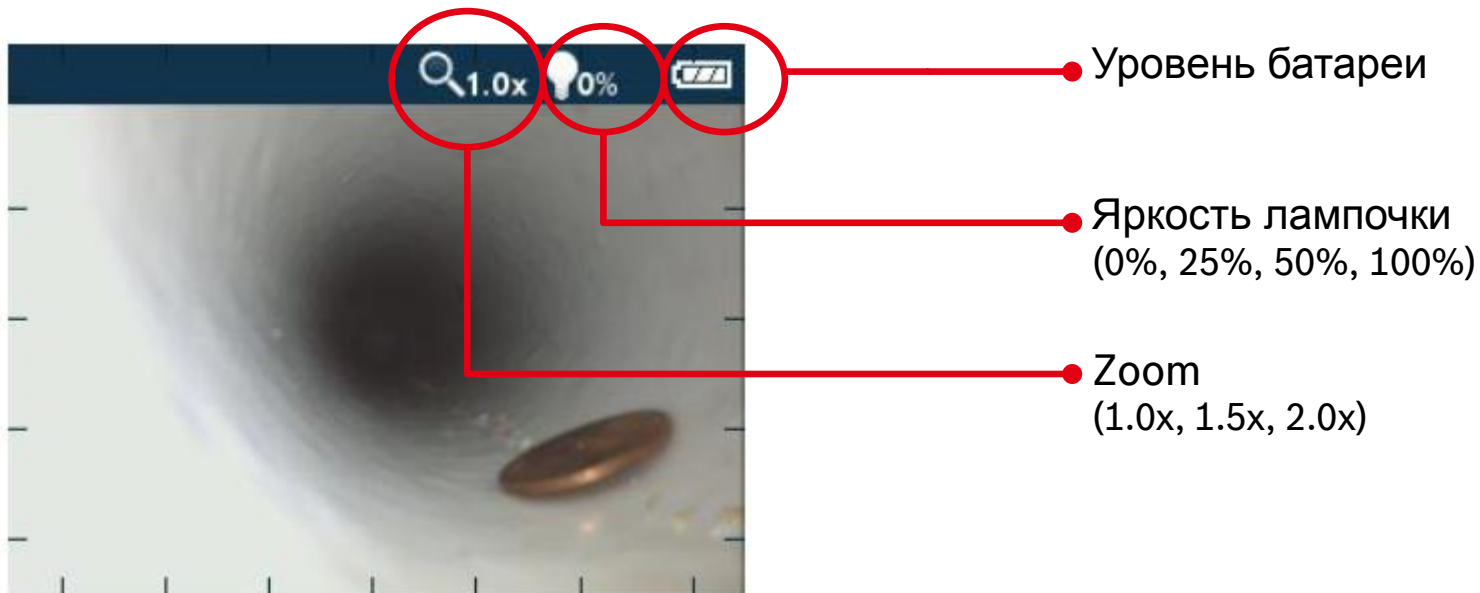 1.0x 0%
Уровень батареи
Яркость лампочки
(0%, 25%, 50%, 100%)
Zoom
(1.0x, 1.5x, 2.0x)